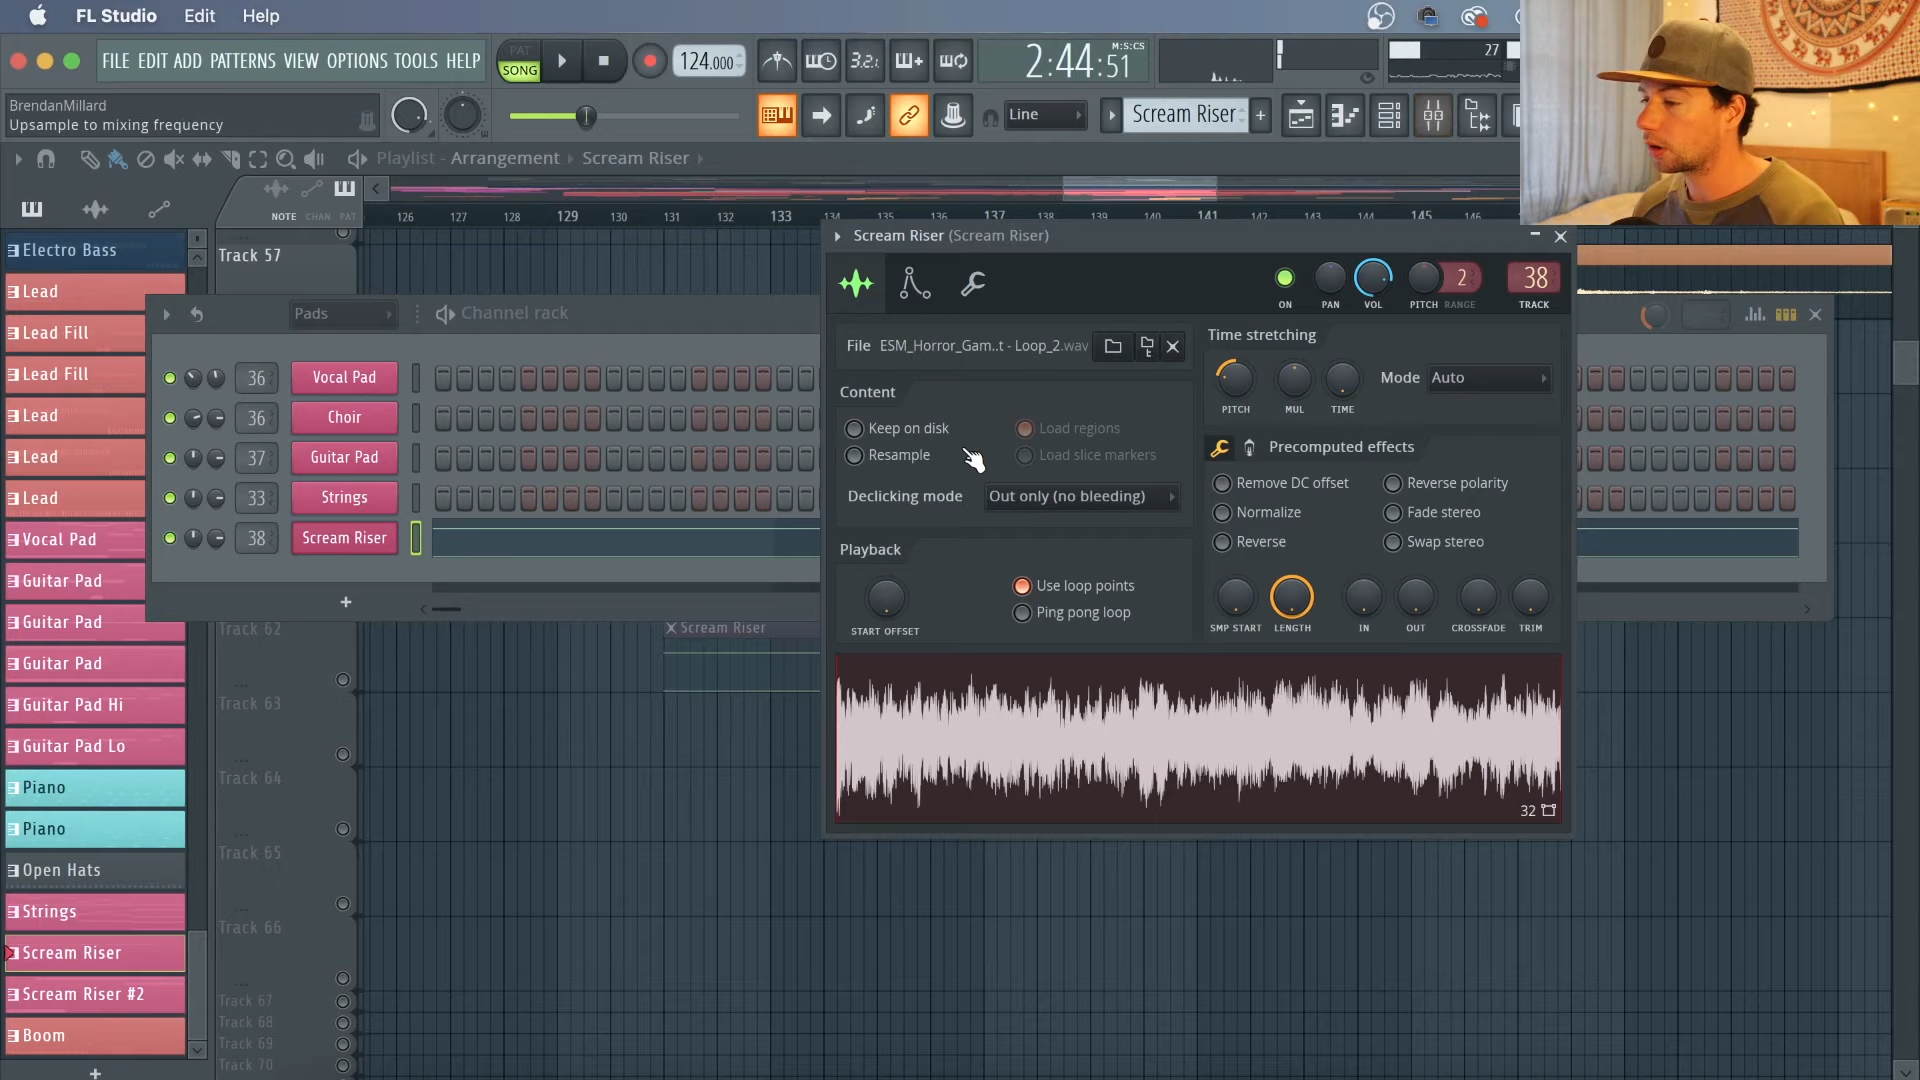 FL Studio Edit Help
FILE EDIT ADD PATTERNS VIEW OPTIONS TOOLS HELP
PAT
SONG
124.000
3.2.
2:44:51
M:S:CS
27
BrendanMillard
Upsample to mixing frequency
Line
Scream Riser
+
Playlist - Arrangement Scream Riser
NOTE CHAN PAT
126 127 128 129 130 131 132 133 134 135 136 137 138 139 140 141 142 143 144 145 146
Electro Bass
Lead
Lead Fill
Lead Fill
Lead
Lead
Lead
Vocal Pad
Guitar Pad
Guitar Pad
Guitar Pad
Guitar Pad Hi
Guitar Pad Lo
Piano
Piano
Open Hats
Strings
Scream Riser
Scream Riser #2
Boom
+
Track 57
Track 62
Track 63
Track 64
Track 65
Track 66
Track 67
Track 68
Track 69
Track 70
Scream Riser
Pads
Channel rack
36 Vocal Pad
36 Choir
37 Guitar Pad
33 Strings
38 Scream Riser
+
Scream Riser (Scream Riser)
ON PAN VOL PITCH RANGE TRACK
2
38
File ESM_Horror_Gam..t - Loop_2.wav
Content
Keep on disk
Load regions
Resample
Load slice markers
Declicking mode Out only (no bleeding)
Playback
START OFFSET
Use loop points
Ping pong loop
Time stretching
PITCH MUL TIME
Mode Auto
Precomputed effects
Remove DC offset
Reverse polarity
Normalize
Fade stereo
Reverse
Swap stereo
SMP START LENGTH IN OUT CROSSFADE TRIM
32